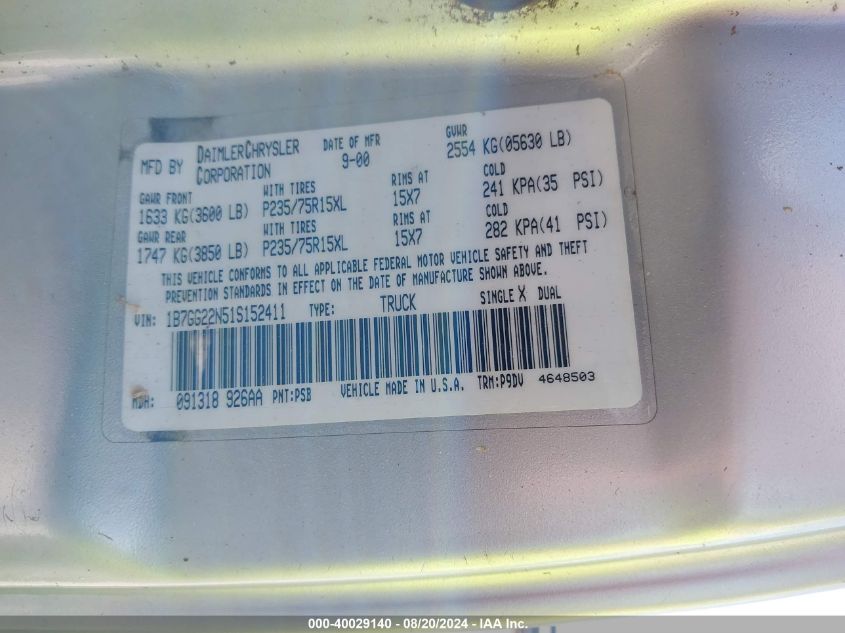 MFD BY DAIMLERCHRYSLER CORPORATION DATE OF MFR 9-00 GVWR 2554 KG(05630 LB)
GAWR FRONT WITH TIRES RIMS AT COLD
1633 KG(3600 LB) P235/75R15XL 15X7 241 KPA(35 PSI)
GAWR REAR WITH TIRES RIMS AT COLD
1747 KG(3850 LB) P235/75R15XL 15X7 282 KPA(41 PSI)
THIS VEHICLE CONFORMS TO ALL APPLICABLE FEDERAL MOTOR VEHICLE SAFETY AND THEFT
PREVENTION STANDARDS IN EFFECT ON THE DATE OF MANUFACTURE SHOWN ABOVE.
VIN: 1B7GG22N51S152411 TYPE: TRUCK SINGLE X DUAL
MDH: 091318 926AA PNT:PSB VEHICLE MADE IN U.S.A. TRM:P9DV 4648503
000-40029140 - 08/20/2024 - IAA Inc.